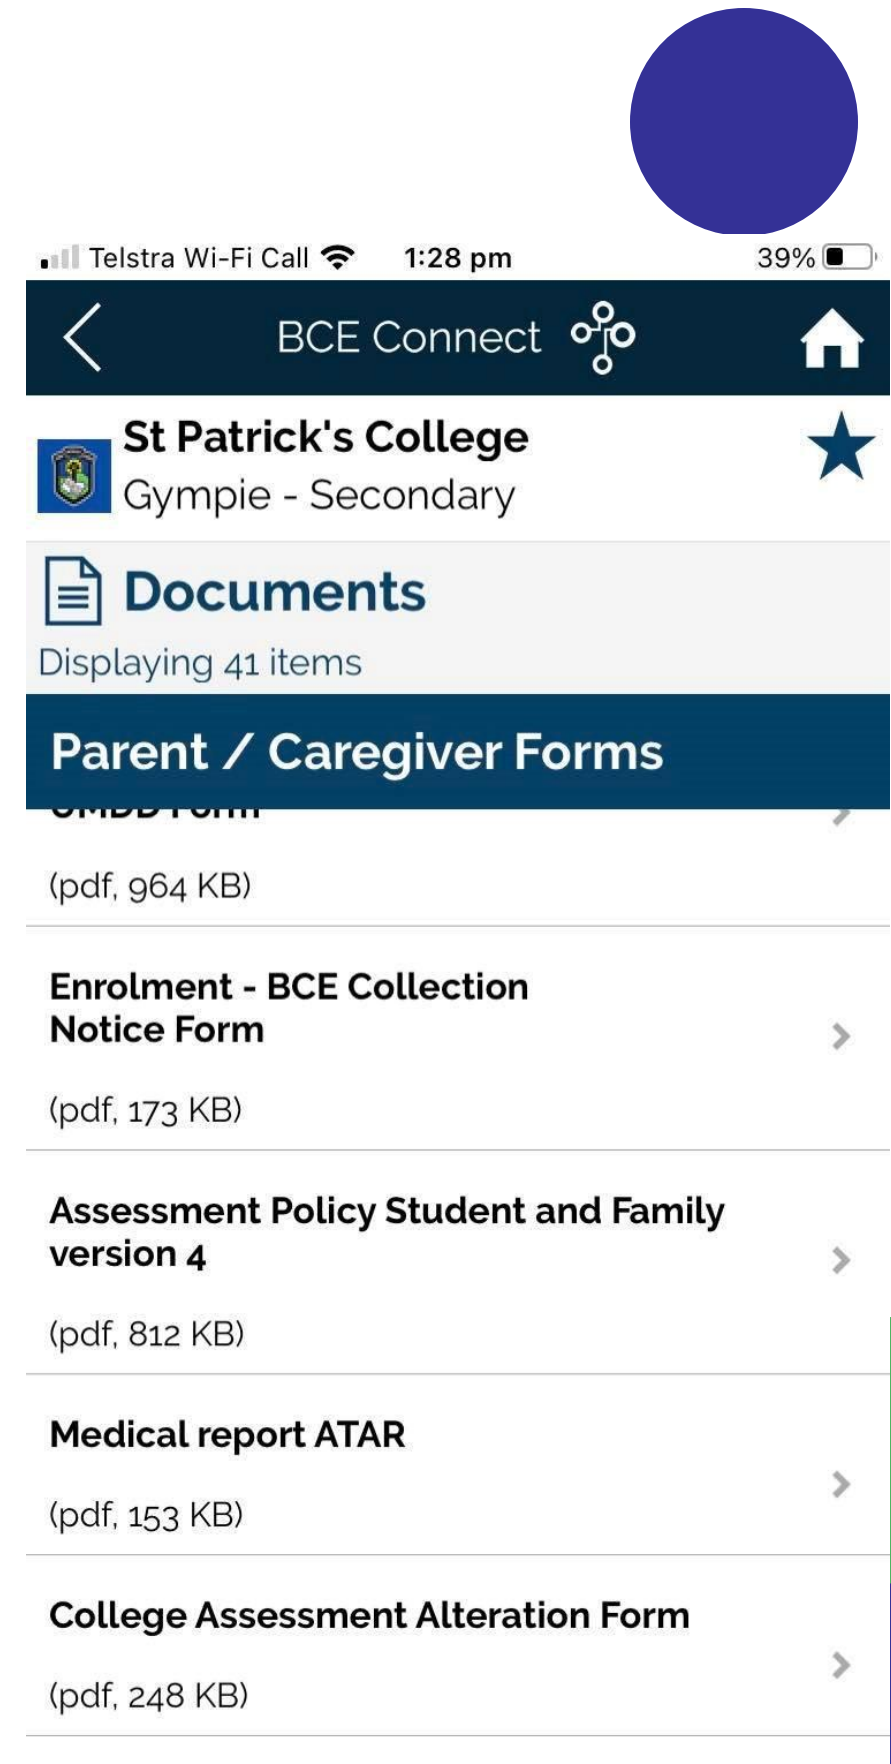 Telstra Wi-Fi Call 1:28 pm 39%
BCE Connect
St Patrick's College
Gympie - Secondary
Documents
Displaying 41 items
Parent / Caregiver Forms
Form
(pdf, 964 KB)
Enrolment - BCE Collection
Notice Form
(pdf, 173 KB)
Assessment Policy Student and Family
version 4
(pdf, 812 KB)
Medical report ATAR
(pdf, 153 KB)
College Assessment Alteration Form
(pdf, 248 KB)